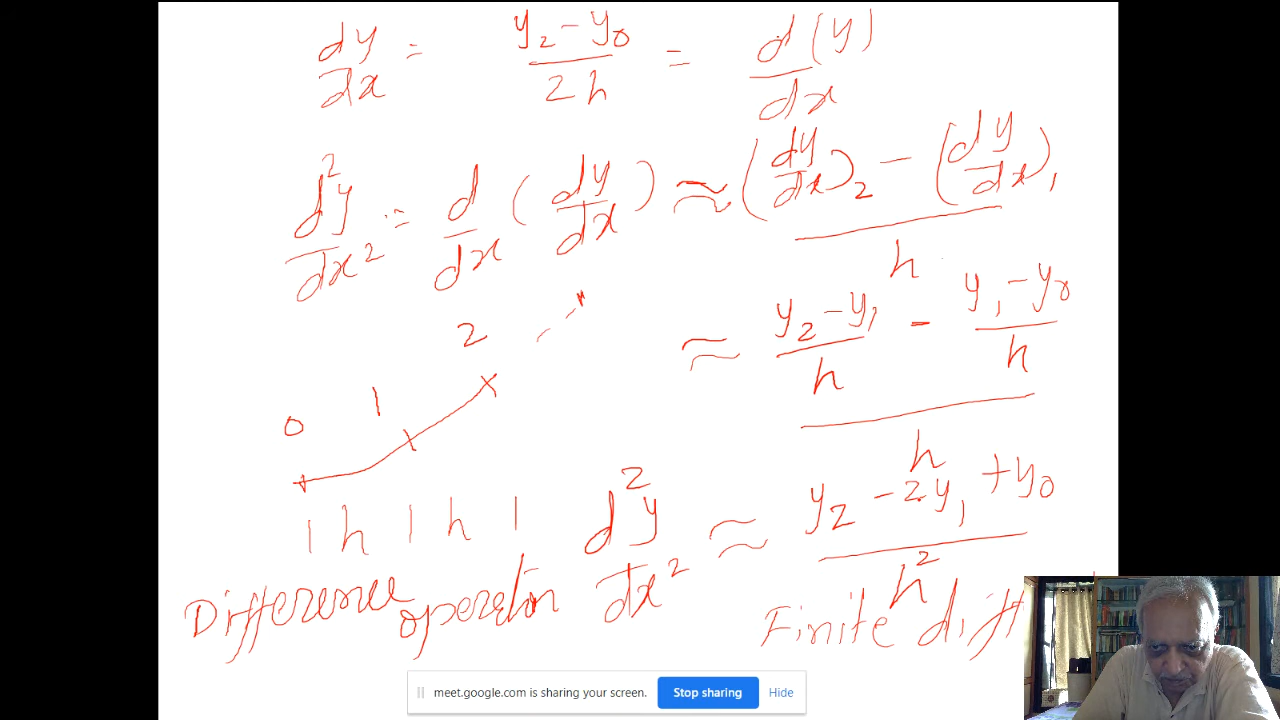 dy/dx = (y₂ − y₀)/2h = d(y)/dx
d²y/dx² = d/dx (dy/dx) ≈ ((dy/dx)₂ − (dy/dx)₁)/h
≈ ((y₂ − y₁)/h − (y₁ − y₀)/h)/h
0 1 2
| h | h |
d²y/dx² ≈ (y₂ − 2y₁ + y₀)/h²
Difference operation Finite diff
meet.google.com is sharing your screen. Stop sharing Hide